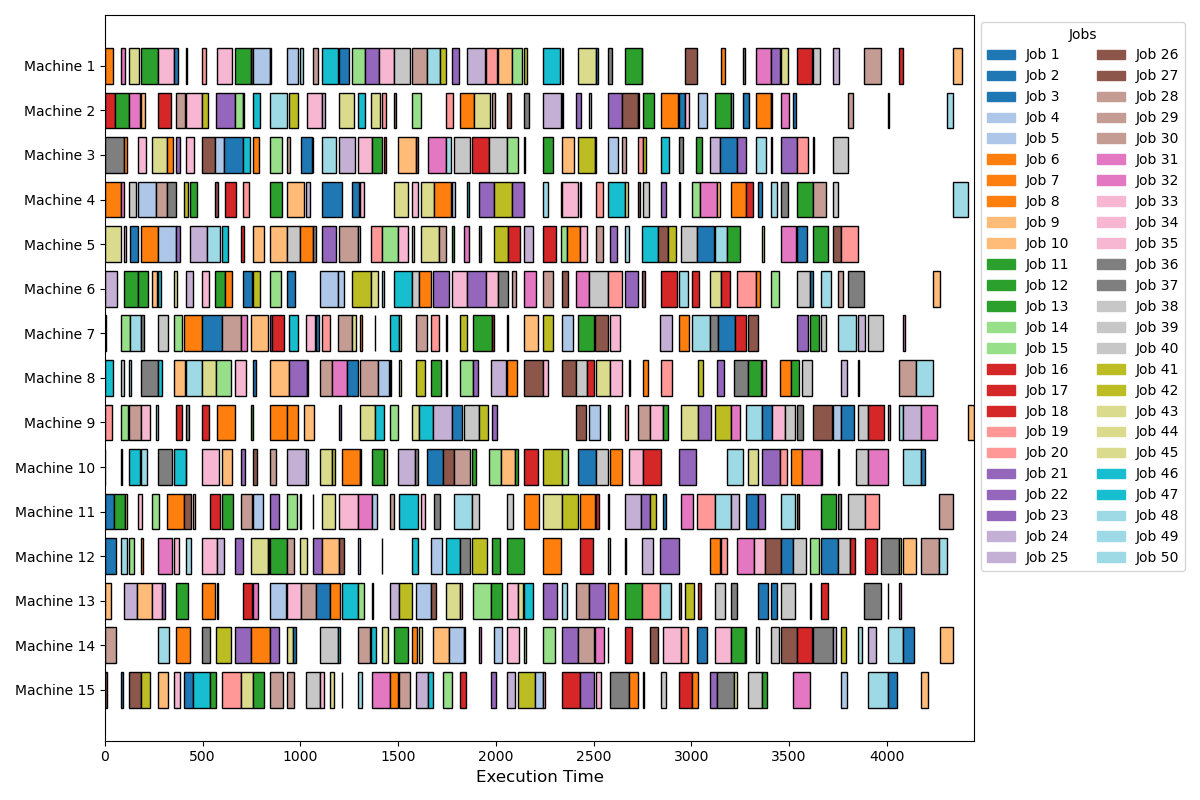 Machine 1
Machine 2
Machine 3
Machine 4
Machine 5
Machine 6
Machine 7
Machine 8
Machine 9
Machine 10
Machine 11
Machine 12
Machine 13
Machine 14
Machine 15
0 500 1000 1500 2000 2500 3000 3500 4000
Execution Time
Jobs
Job 1 Job 26
Job 2 Job 27
Job 3 Job 28
Job 4 Job 29
Job 5 Job 30
Job 6 Job 31
Job 7 Job 32
Job 8 Job 33
Job 9 Job 34
Job 10 Job 35
Job 11 Job 36
Job 12 Job 37
Job 13 Job 38
Job 14 Job 39
Job 15 Job 40
Job 16 Job 41
Job 17 Job 42
Job 18 Job 43
Job 19 Job 44
Job 20 Job 45
Job 21 Job 46
Job 22 Job 47
Job 23 Job 48
Job 24 Job 49
Job 25 Job 50